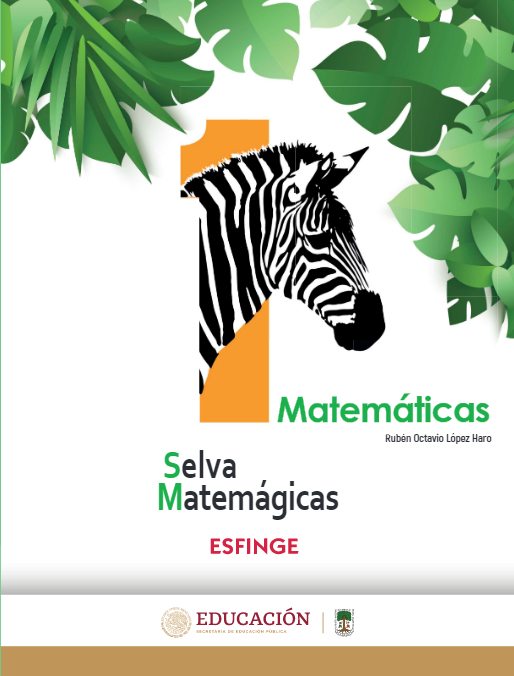 1
Matemáticas
Rubén Octavio López Haro
Selva
Matemágicas
ESFINGE
EDUCACIÓN
SECRETARÍA DE EDUCACIÓN PÚBLICA